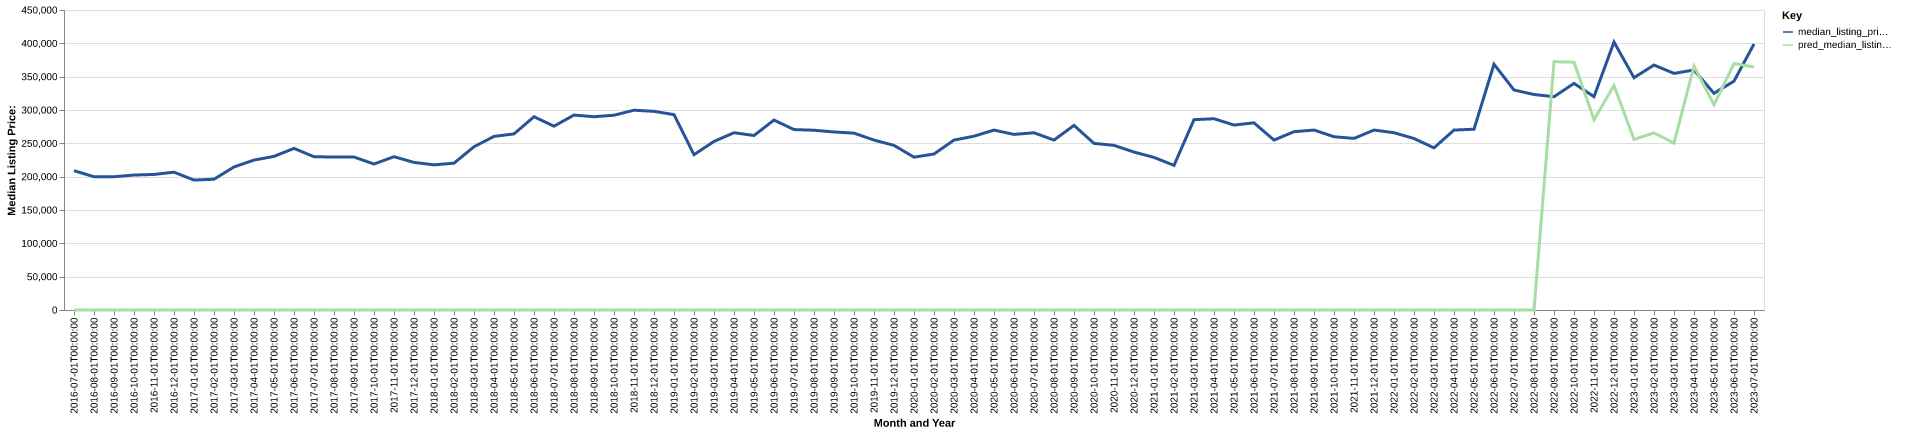 Key
median_listing_pri…
pred_median_listin…
Median Listing Price:
450,000
400,000
350,000
300,000
250,000
200,000
150,000
100,000
50,000
0
2016-07-01T00:00:00
2016-08-01T00:00:00
2016-09-01T00:00:00
2016-10-01T00:00:00
2016-11-01T00:00:00
2016-12-01T00:00:00
2017-01-01T00:00:00
2017-02-01T00:00:00
2017-03-01T00:00:00
2017-04-01T00:00:00
2017-05-01T00:00:00
2017-06-01T00:00:00
2017-07-01T00:00:00
2017-08-01T00:00:00
2017-09-01T00:00:00
2017-10-01T00:00:00
2017-11-01T00:00:00
2017-12-01T00:00:00
2018-01-01T00:00:00
2018-02-01T00:00:00
2018-03-01T00:00:00
2018-04-01T00:00:00
2018-05-01T00:00:00
2018-06-01T00:00:00
2018-07-01T00:00:00
2018-08-01T00:00:00
2018-09-01T00:00:00
2018-10-01T00:00:00
2018-11-01T00:00:00
2018-12-01T00:00:00
2019-01-01T00:00:00
2019-02-01T00:00:00
2019-03-01T00:00:00
2019-04-01T00:00:00
2019-05-01T00:00:00
2019-06-01T00:00:00
2019-07-01T00:00:00
2019-08-01T00:00:00
2019-09-01T00:00:00
2019-10-01T00:00:00
2019-11-01T00:00:00
2019-12-01T00:00:00
2020-01-01T00:00:00
2020-02-01T00:00:00
2020-03-01T00:00:00
2020-04-01T00:00:00
2020-05-01T00:00:00
2020-06-01T00:00:00
2020-07-01T00:00:00
2020-08-01T00:00:00
2020-09-01T00:00:00
2020-10-01T00:00:00
2020-11-01T00:00:00
2020-12-01T00:00:00
2021-01-01T00:00:00
2021-02-01T00:00:00
2021-03-01T00:00:00
2021-04-01T00:00:00
2021-05-01T00:00:00
2021-06-01T00:00:00
2021-07-01T00:00:00
2021-08-01T00:00:00
2021-09-01T00:00:00
2021-10-01T00:00:00
2021-11-01T00:00:00
2021-12-01T00:00:00
2022-01-01T00:00:00
2022-02-01T00:00:00
2022-03-01T00:00:00
2022-04-01T00:00:00
2022-05-01T00:00:00
2022-06-01T00:00:00
2022-07-01T00:00:00
2022-08-01T00:00:00
2022-09-01T00:00:00
2022-10-01T00:00:00
2022-11-01T00:00:00
2022-12-01T00:00:00
2023-01-01T00:00:00
2023-02-01T00:00:00
2023-03-01T00:00:00
2023-04-01T00:00:00
2023-05-01T00:00:00
2023-06-01T00:00:00
2023-07-01T00:00:00
Month and Year